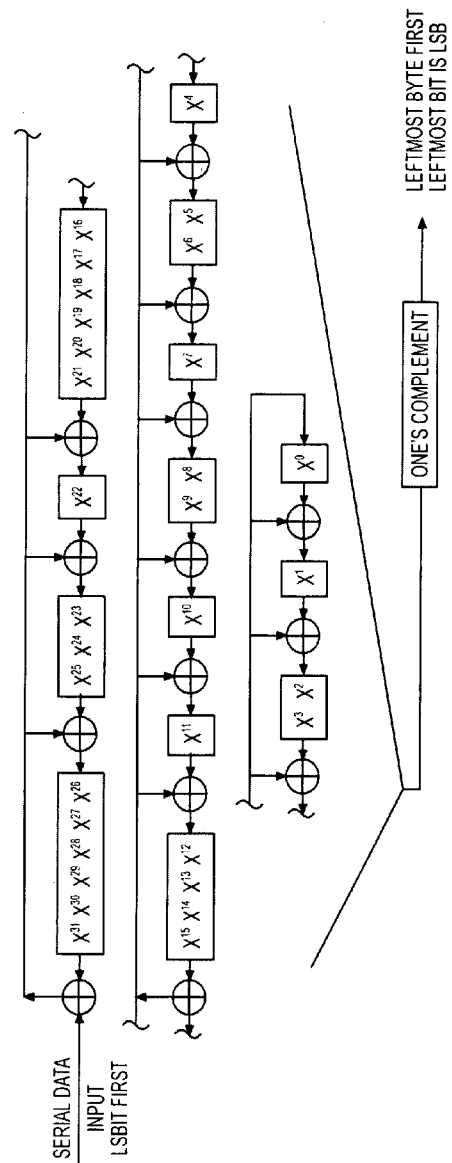 SERIAL DATA
INPUT
LSBIT FIRST
X³¹ X³⁰ X²⁹ X²⁸ X²⁷ X²⁶
X²⁵ X²⁴ X²³
X²²
X²¹ X²⁰ X¹⁹ X¹⁸ X¹⁷ X¹⁶
X¹⁵ X¹⁴ X¹³ X¹²
X¹¹
X¹⁰
X⁹ X⁸
X⁷
X⁶ X⁵
X⁴
X³ X²
X¹
X⁰
ONE'S COMPLEMENT
LEFTMOST BYTE FIRST
LEFTMOST BIT IS LSB